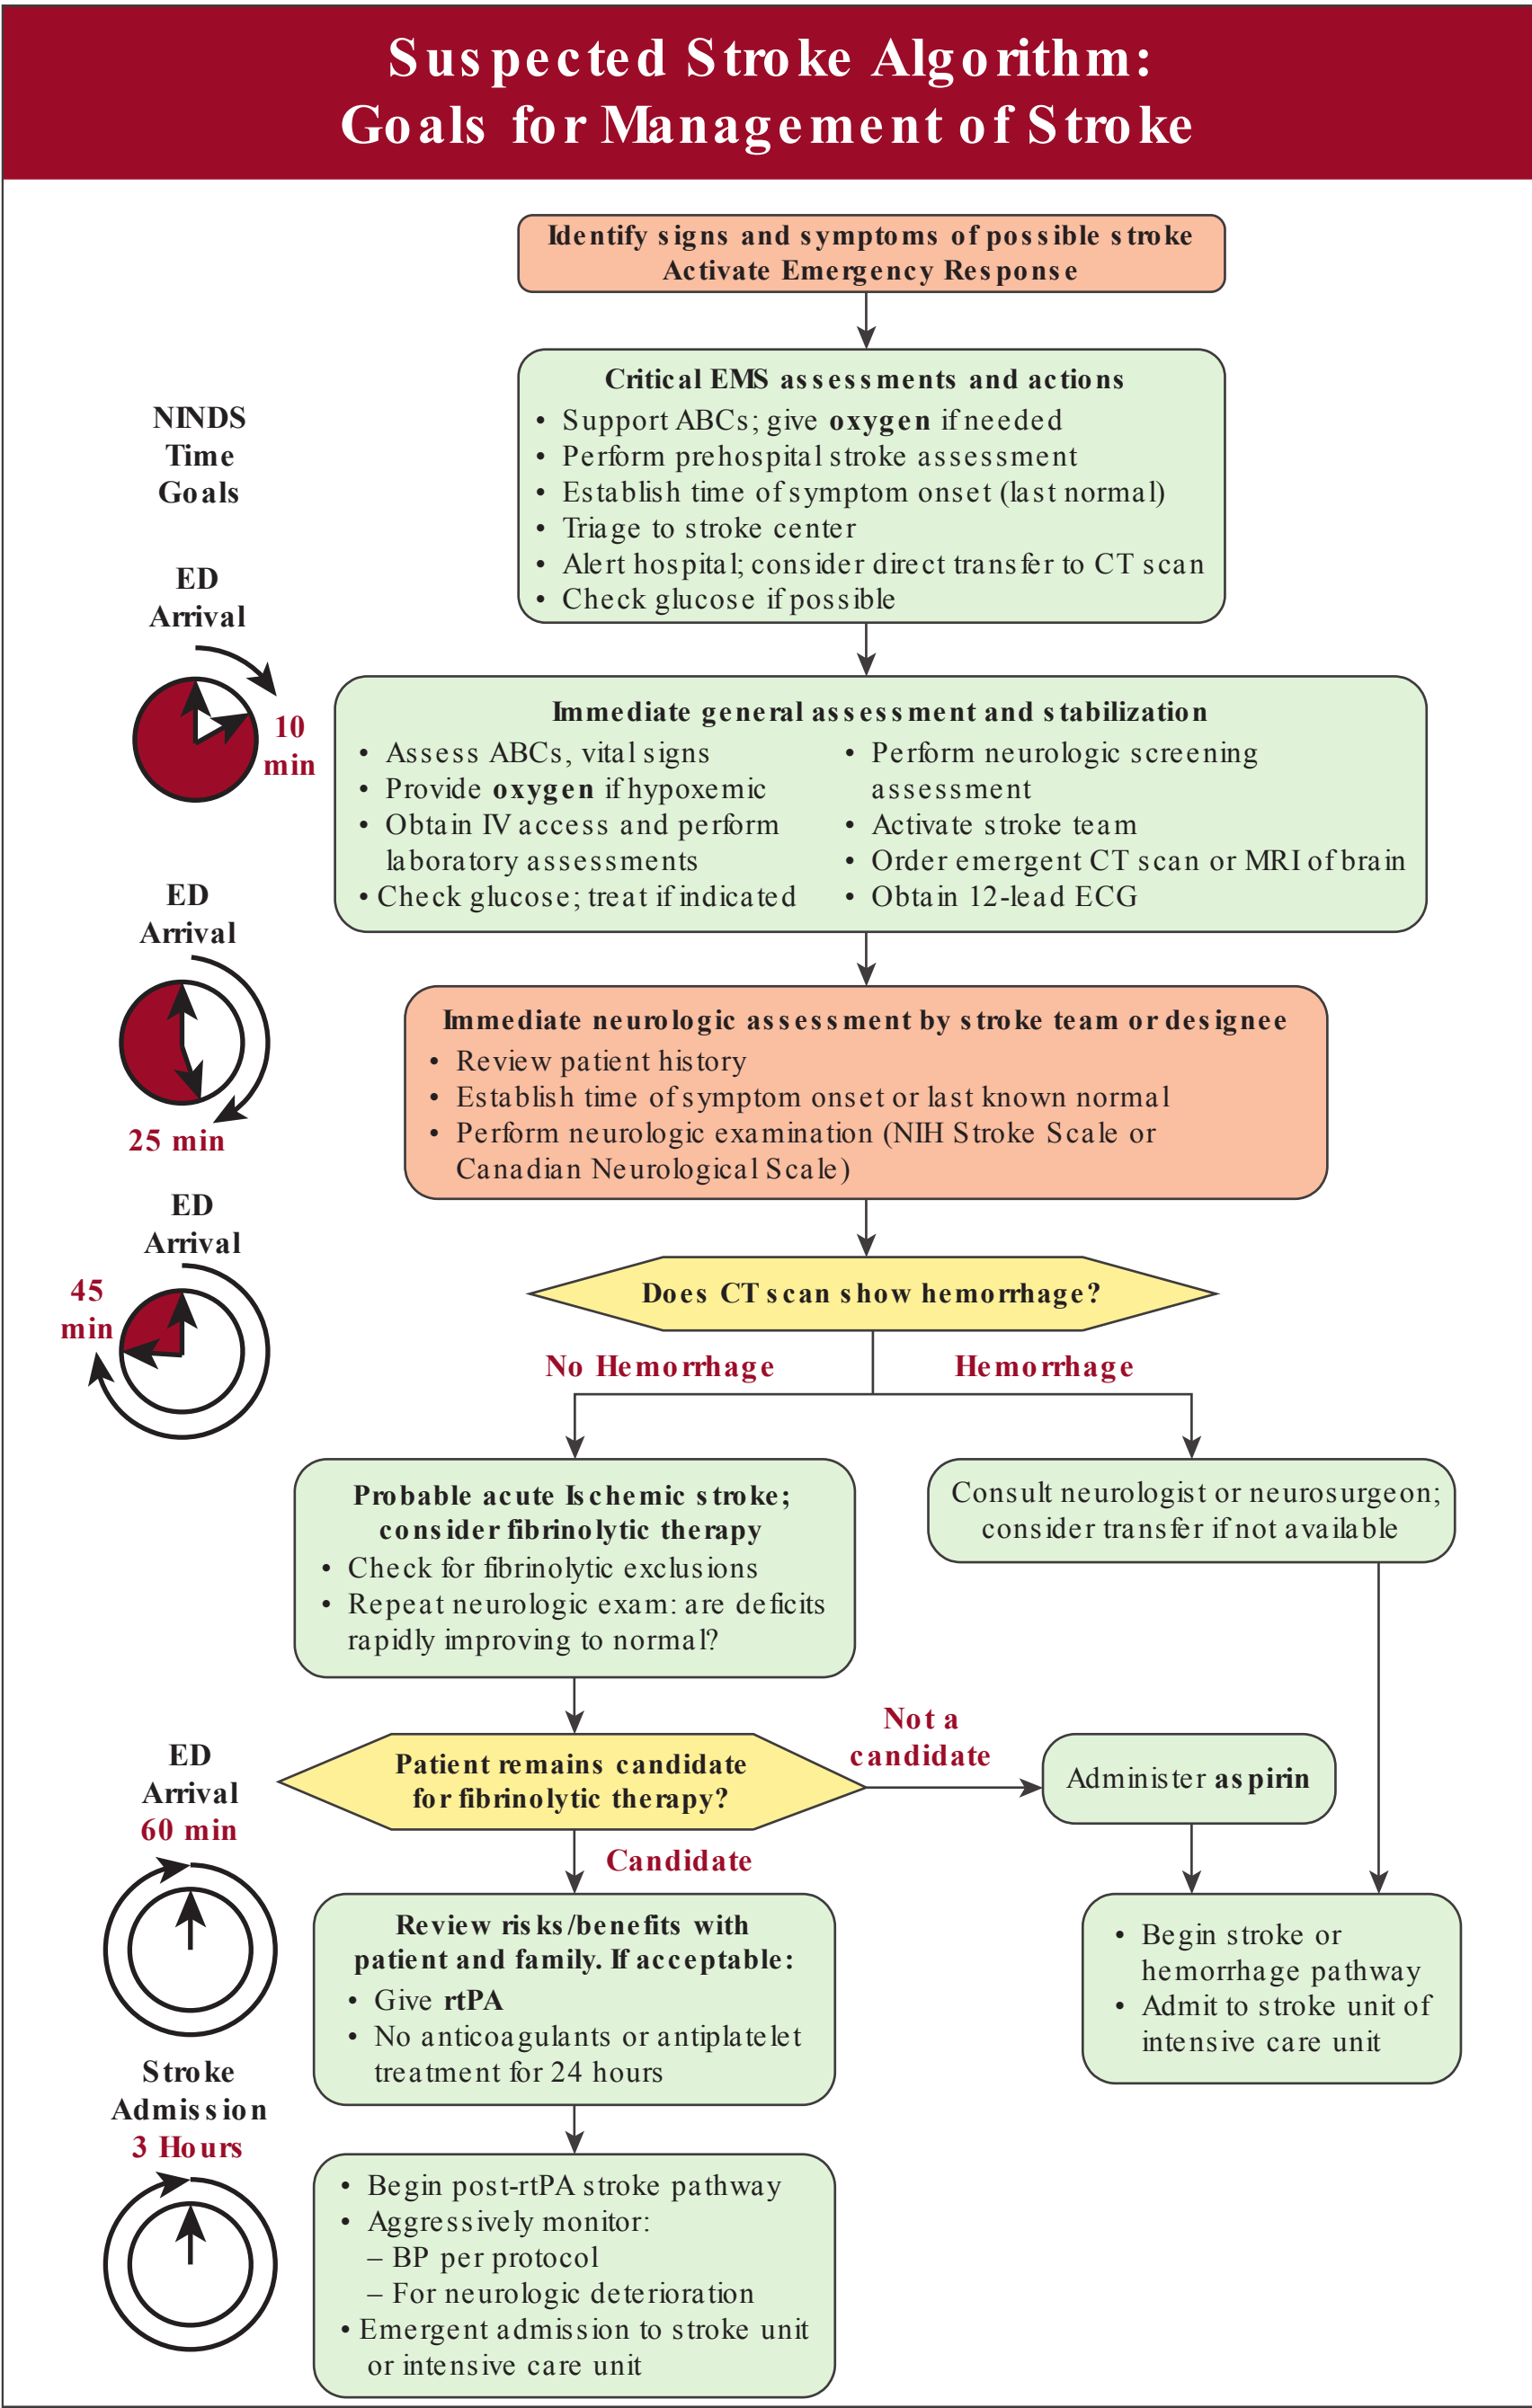 Suspected Stroke Algorithm:
Goals for Management of Stroke
Identify signs and symptoms of possible stroke
Activate Emergency Response
Critical EMS assessments and actions
• Support ABCs; give oxygen if needed
• Perform prehospital stroke assessment
• Establish time of symptom onset (last normal)
• Triage to stroke center
• Alert hospital; consider direct transfer to CT scan
• Check glucose if possible
NINDS
Time
Goals
ED
Arrival
10
min
Immediate general assessment and stabilization
• Assess ABCs, vital signs
• Provide oxygen if hypoxemic
• Obtain IV access and perform
laboratory assessments
• Check glucose; treat if indicated
• Perform neurologic screening
assessment
• Activate stroke team
• Order emergent CT scan or MRI of brain
• Obtain 12-lead ECG
ED
Arrival
25 min
Immediate neurologic assessment by stroke team or designee
• Review patient history
• Establish time of symptom onset or last known normal
• Perform neurologic examination (NIH Stroke Scale or
Canadian Neurological Scale)
ED
Arrival
45
min
Does CT scan show hemorrhage?
No Hemorrhage
Hemorrhage
Probable acute Ischemic stroke;
consider fibrinolytic therapy
• Check for fibrinolytic exclusions
• Repeat neurologic exam: are deficits
rapidly improving to normal?
Consult neurologist or neurosurgeon;
consider transfer if not available
ED
Arrival
60 min
Patient remains candidate
for fibrinolytic therapy?
Not a
candidate
Administer aspirin
Candidate
Review risks/benefits with
patient and family. If acceptable:
• Give rtPA
• No anticoagulants or antiplatelet
treatment for 24 hours
• Begin stroke or
hemorrhage pathway
• Admit to stroke unit of
intensive care unit
Stroke
Admission
3 Hours
• Begin post-rtPA stroke pathway
• Aggressively monitor:
– BP per protocol
– For neurologic deterioration
• Emergent admission to stroke unit
or intensive care unit